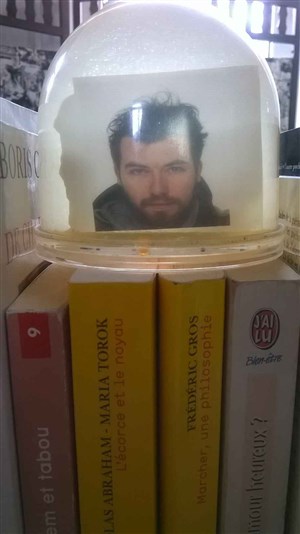 BORIS C
9
em et tabou
LAS ABRAHAM - MARIA TOROK
L'écorce et le noyau
FRÉDÉRIC GROS
Marcher, une philosophie
J'AI LU
Bien-être
mour heureux ?